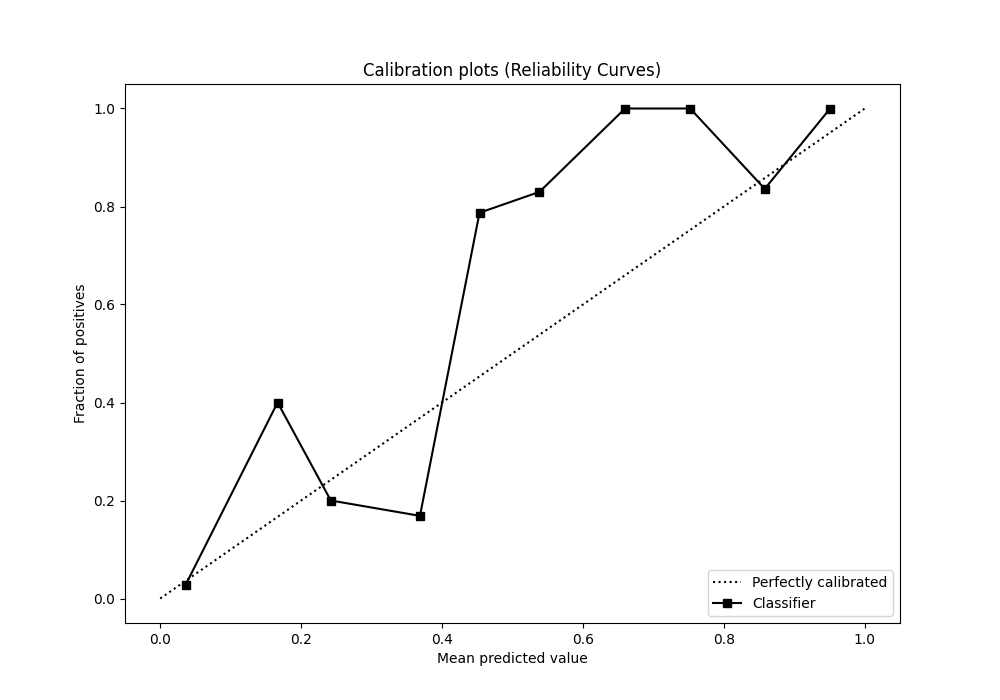 Calibration plots (Reliability Curves)
1.0
0.8
0.6
0.4
0.2
0.0
Fraction of positives
0.0 0.2 0.4 0.6 0.8 1.0
Mean predicted value
Perfectly calibrated
Classifier